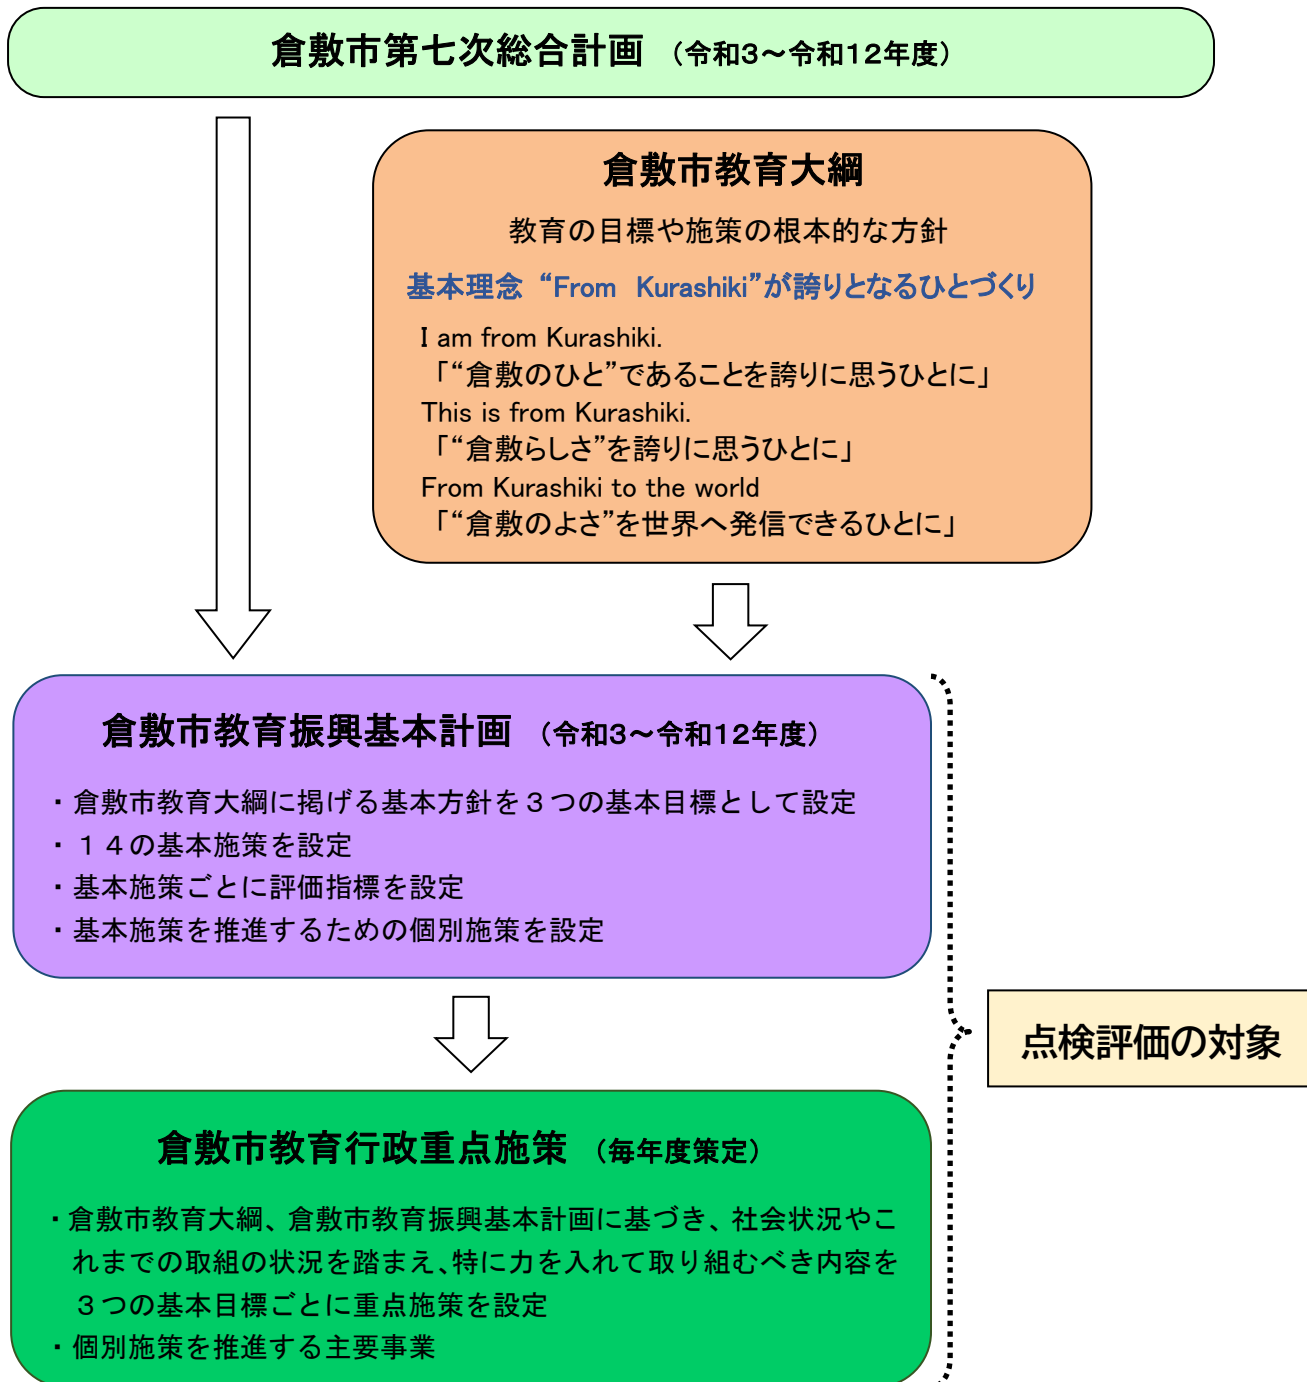 倉敷市第七次総合計画 （令和3～令和12年度）
倉敷市教育大綱
教育の目標や施策の根本的な方針
基本理念 “From Kurashiki”が誇りとなるひとづくり
I am from Kurashiki.
「“倉敷のひと”であることを誇りに思うひとに」
This is from Kurashiki.
「“倉敷らしさ”を誇りに思うひとに」
From Kurashiki to the world
「“倉敷のよさ”を世界へ発信できるひとに」
倉敷市教育振興基本計画 （令和3～令和12年度）
・倉敷市教育大綱に掲げる基本方針を３つの基本目標として設定
・１４の基本施策を設定
・基本施策ごとに評価指標を設定
・基本施策を推進するための個別施策を設定
点検評価の対象
倉敷市教育行政重点施策 （毎年度策定）
・倉敷市教育大綱、倉敷市教育振興基本計画に基づき、社会状況やこ
れまでの取組の状況を踏まえ、特に力を入れて取り組むべき内容を
３つの基本目標ごとに重点施策を設定
・個別施策を推進する主要事業